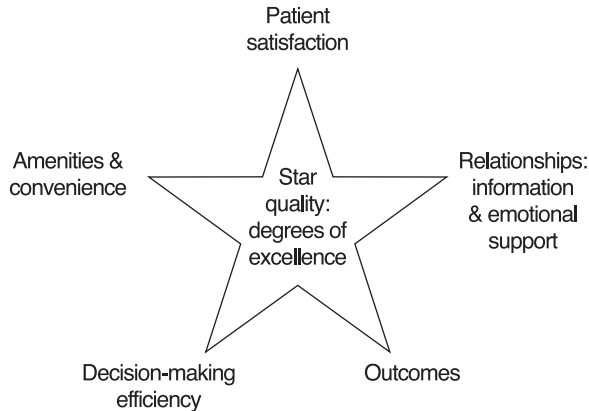 Patient
satisfaction
Amenities &
convenience
Star
quality:
degrees of
excellence
Relationships:
information
& emotional
support
Decision-making
efficiency
Outcomes